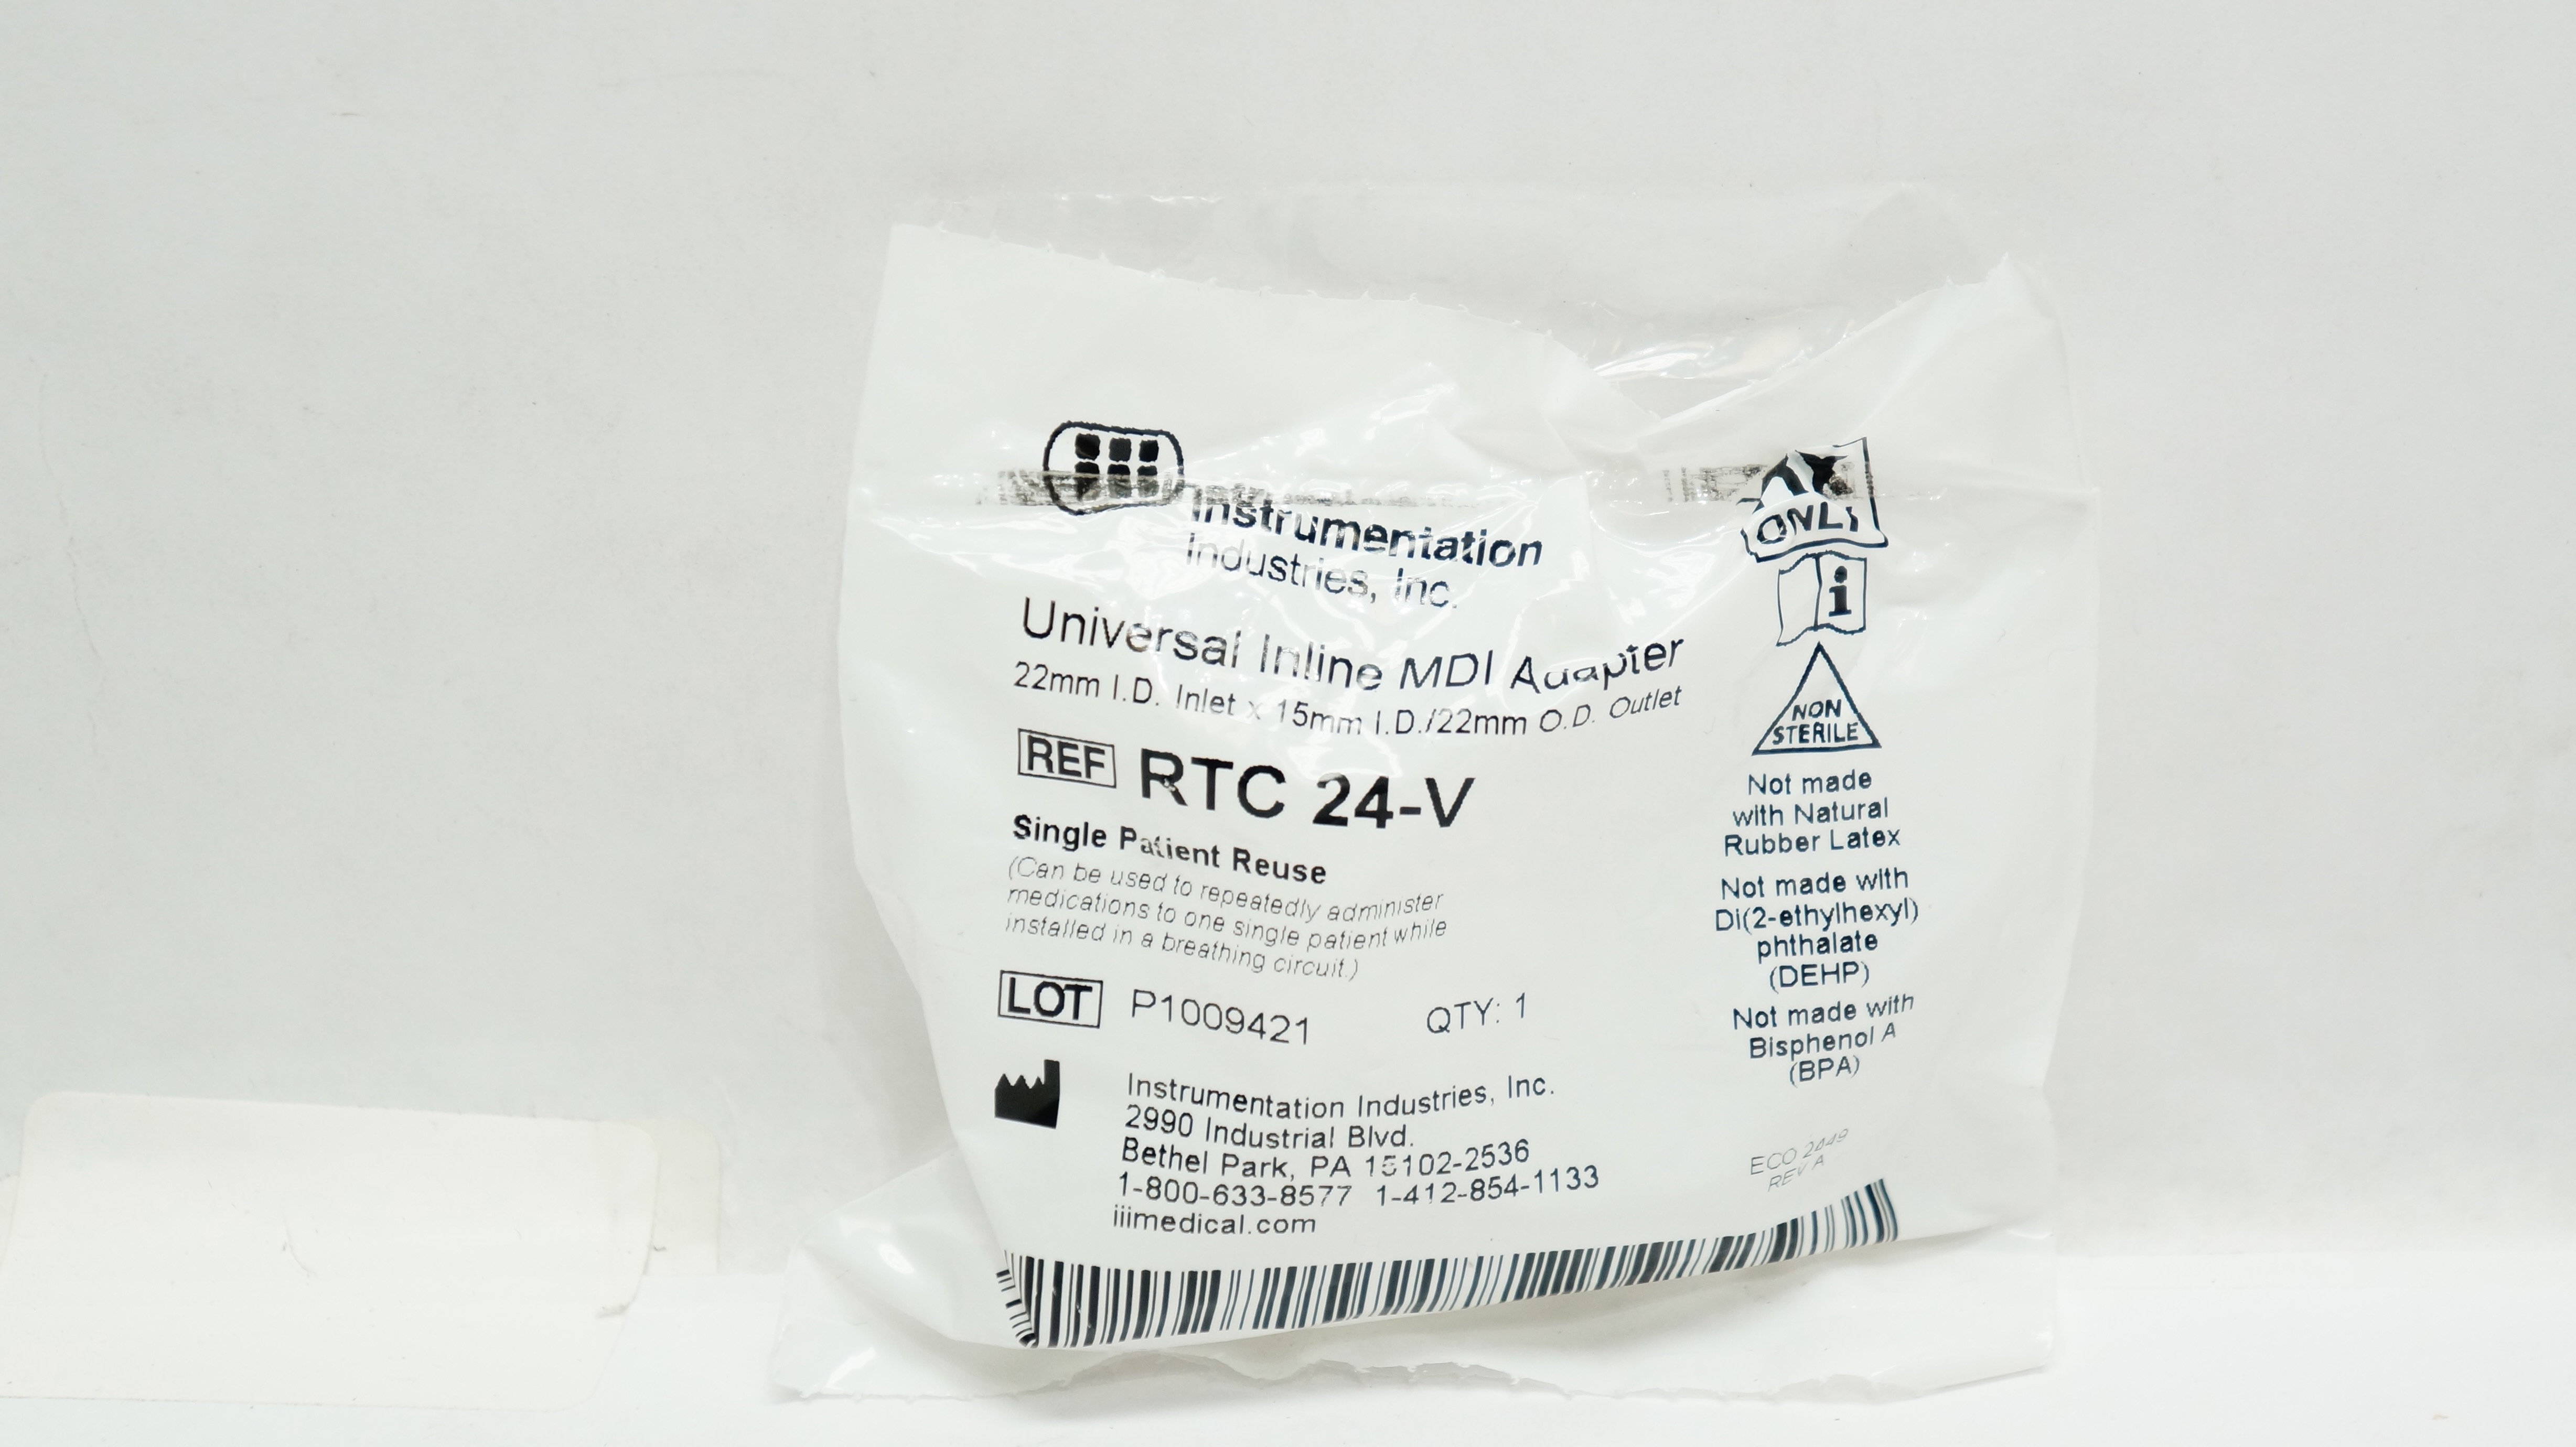 Instrumentation
Industries, Inc.
Universal Inline MDI Adapter
22mm I.D. Inlet x 15mm I.D./22mm O.D. Outlet
REF RTC 24-V
Single Patient Reuse
(Can be used to repeatedly administer
medications to one single patient while
installed in a breathing circuit.)
LOT P1009421 QTY: 1
Instrumentation Industries, Inc.
2990 Industrial Blvd.
Bethel Park, PA 15102-2536
1-800-633-8577 1-412-854-1133
iiimedical.com
ONLY
i
NON
STERILE
Not made
with Natural
Rubber Latex
Not made with
Di(2-ethylhexyl)
phthalate
(DEHP)
Not made with
Bisphenol A
(BPA)
ECO 2449
REV A